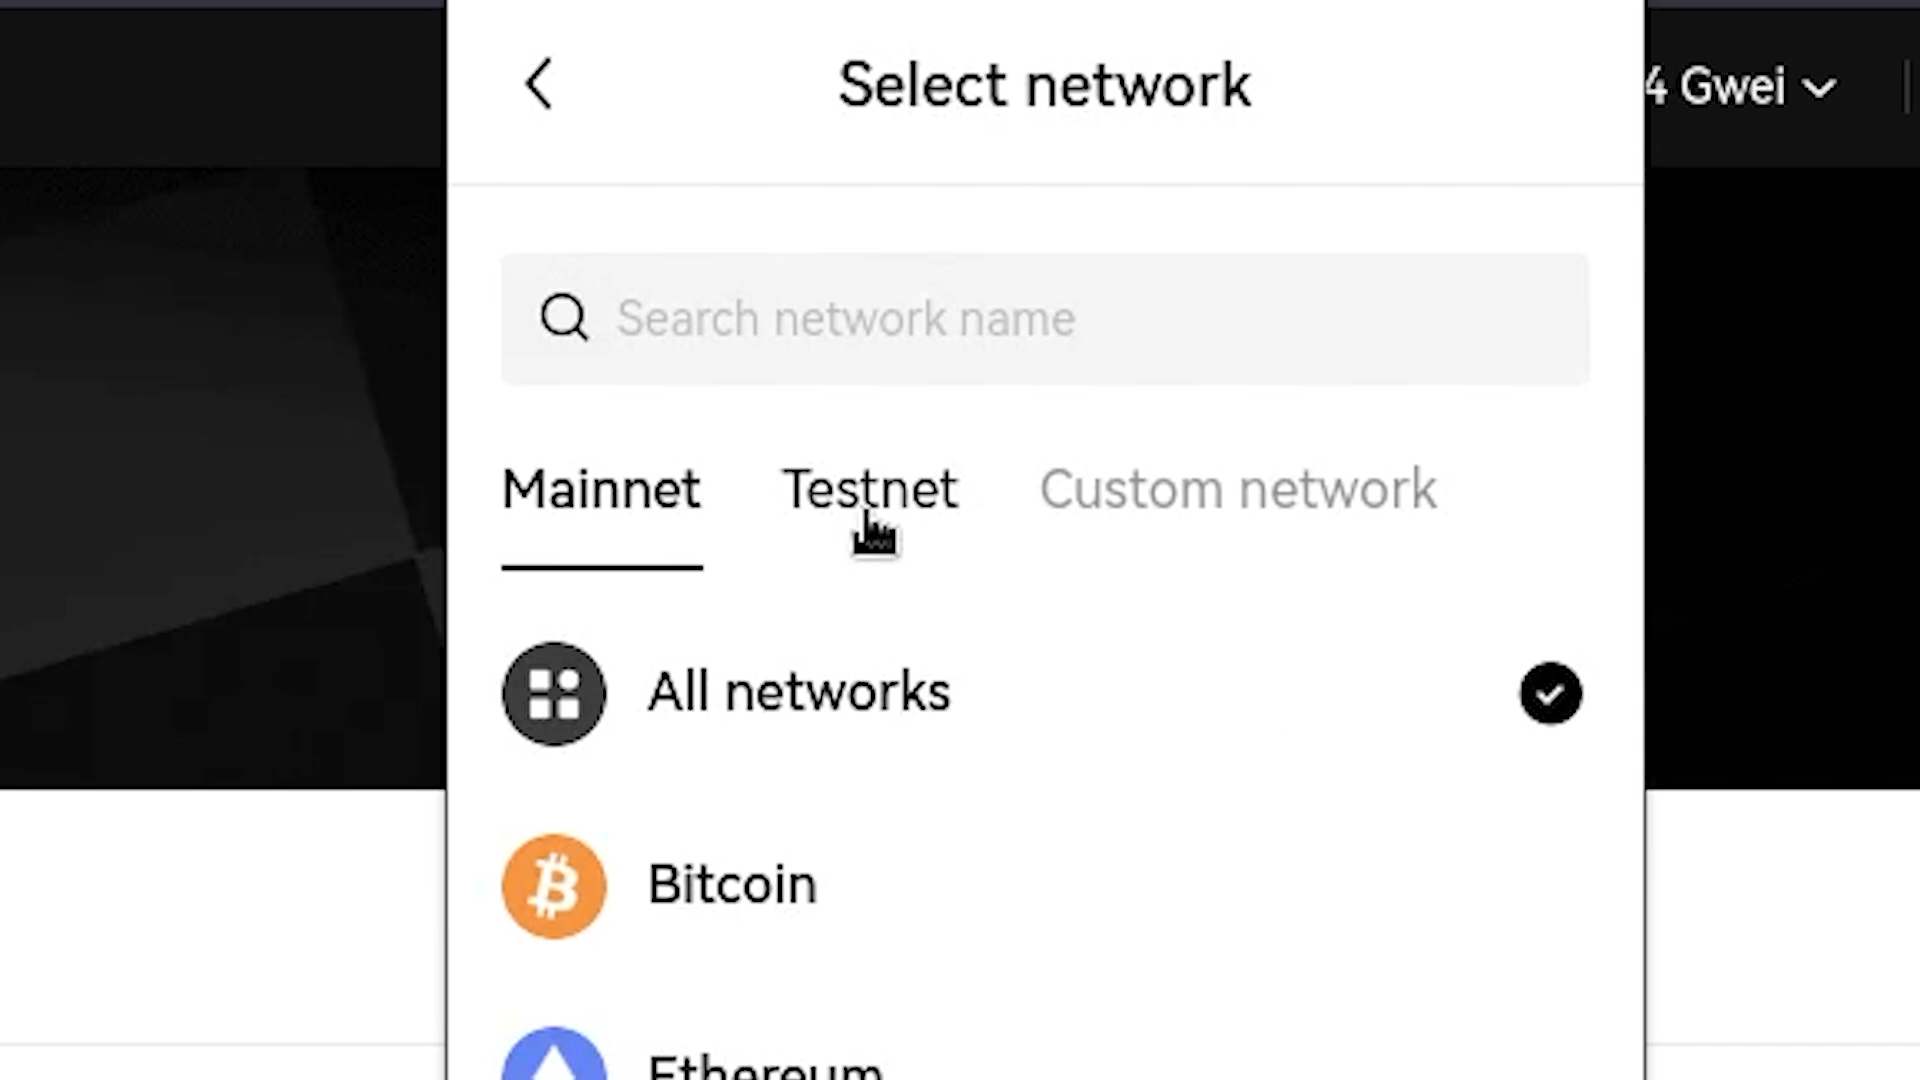 Select network
4 Gwei
Search network name
Mainnet Testnet Custom network
All networks
Bitcoin
Ethereum